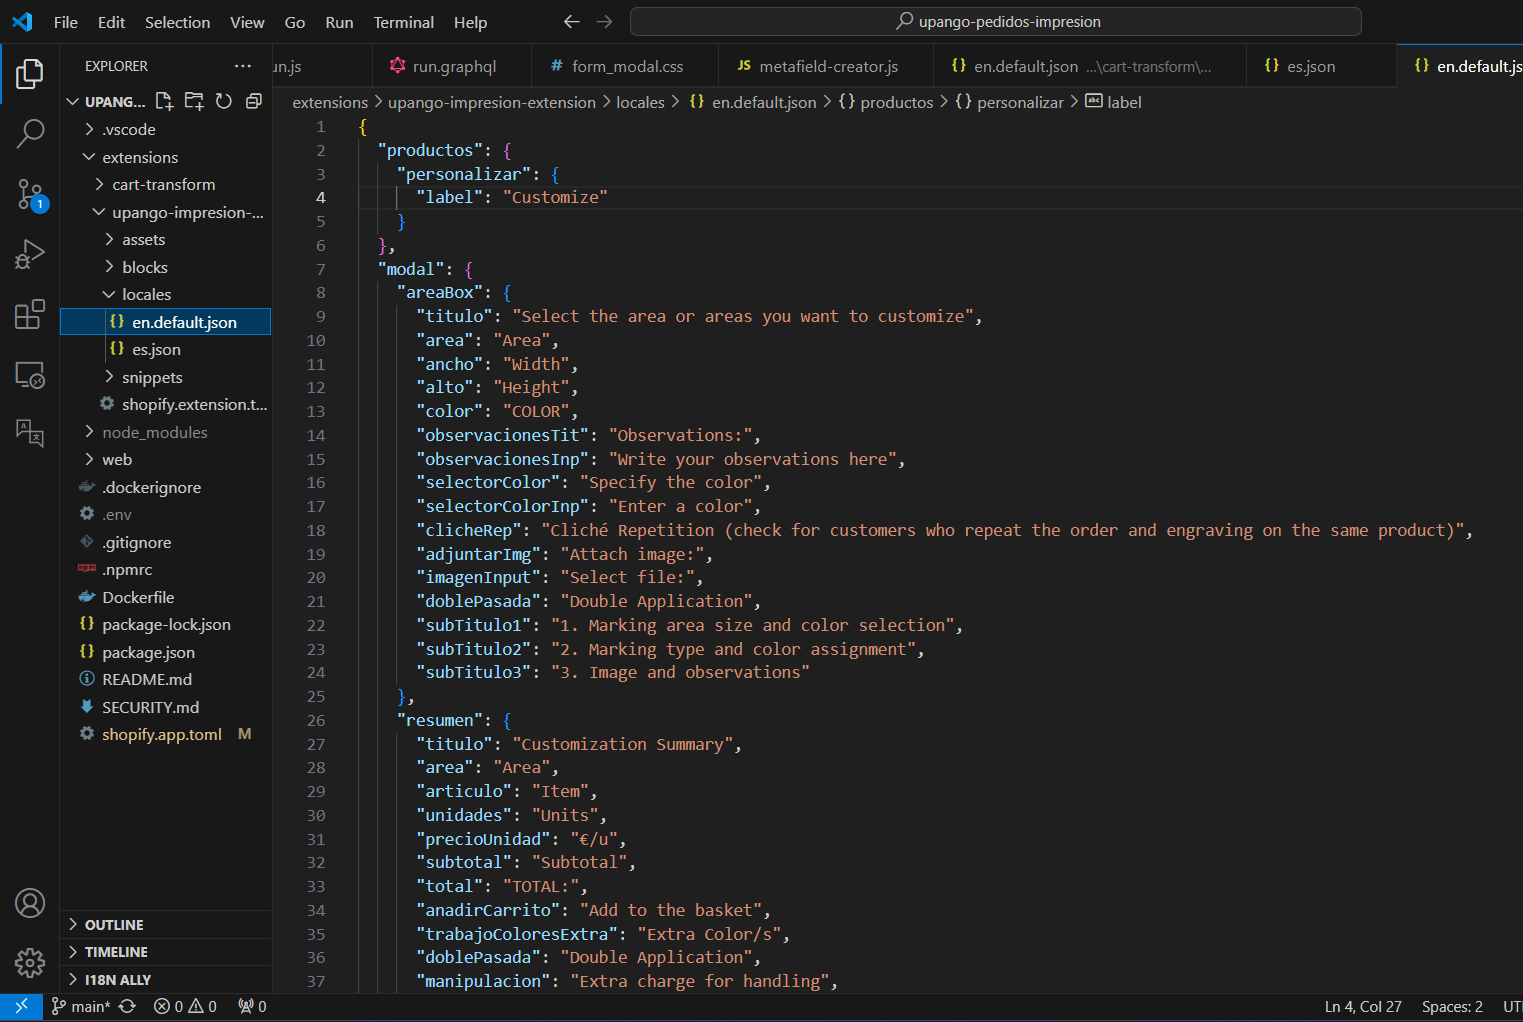 File Edit Selection View Go Run Terminal Help
upango-pedidos-impresion
EXPLORER
un.js
run.graphql
# form_modal.css
JS metafield-creator.js
{} en.default.json ...\cart-transform\...
{} es.json
{} en.default.js
UPANG...
.vscode
extensions
cart-transform
upango-impresion-...
assets
blocks
locales
{} en.default.json
{} es.json
snippets
shopify.extension.t...
node_modules
web
.dockerignore
.env
.gitignore
.npmrc
Dockerfile
{} package-lock.json
{} package.json
README.md
SECURITY.md
shopify.app.toml M
OUTLINE
TIMELINE
I18N ALLY
1
extensions > upango-impresion-extension > locales > {} en.default.json > {} productos > {} personalizar > abc label
1 {
2 "productos": {
3 "personalizar": {
4 "label": "Customize"
5 }
6 },
7 "modal": {
8 "areaBox": {
9 "titulo": "Select the area or areas you want to customize",
10 "area": "Area",
11 "ancho": "Width",
12 "alto": "Height",
13 "color": "COLOR",
14 "observacionesTit": "Observations:",
15 "observacionesInp": "Write your observations here",
16 "selectorColor": "Specify the color",
17 "selectorColorInp": "Enter a color",
18 "clicheRep": "Cliché Repetition (check for customers who repeat the order and engraving on the same product)",
19 "adjuntarImg": "Attach image:",
20 "imagenInput": "Select file:",
21 "doblePasada": "Double Application",
22 "subTitulo1": "1. Marking area size and color selection",
23 "subTitulo2": "2. Marking type and color assignment",
24 "subTitulo3": "3. Image and observations"
25 },
26 "resumen": {
27 "titulo": "Customization Summary",
28 "area": "Area",
29 "articulo": "Item",
30 "unidades": "Units",
31 "precioUnidad": "€/u",
32 "subtotal": "Subtotal",
33 "total": "TOTAL:",
34 "anadirCarrito": "Add to the basket",
35 "trabajoColoresExtra": "Extra Color/s",
36 "doblePasada": "Double Application",
37 "manipulacion": "Extra charge for handling",
main* 0 0 0
Ln 4, Col 27 Spaces: 2 UT